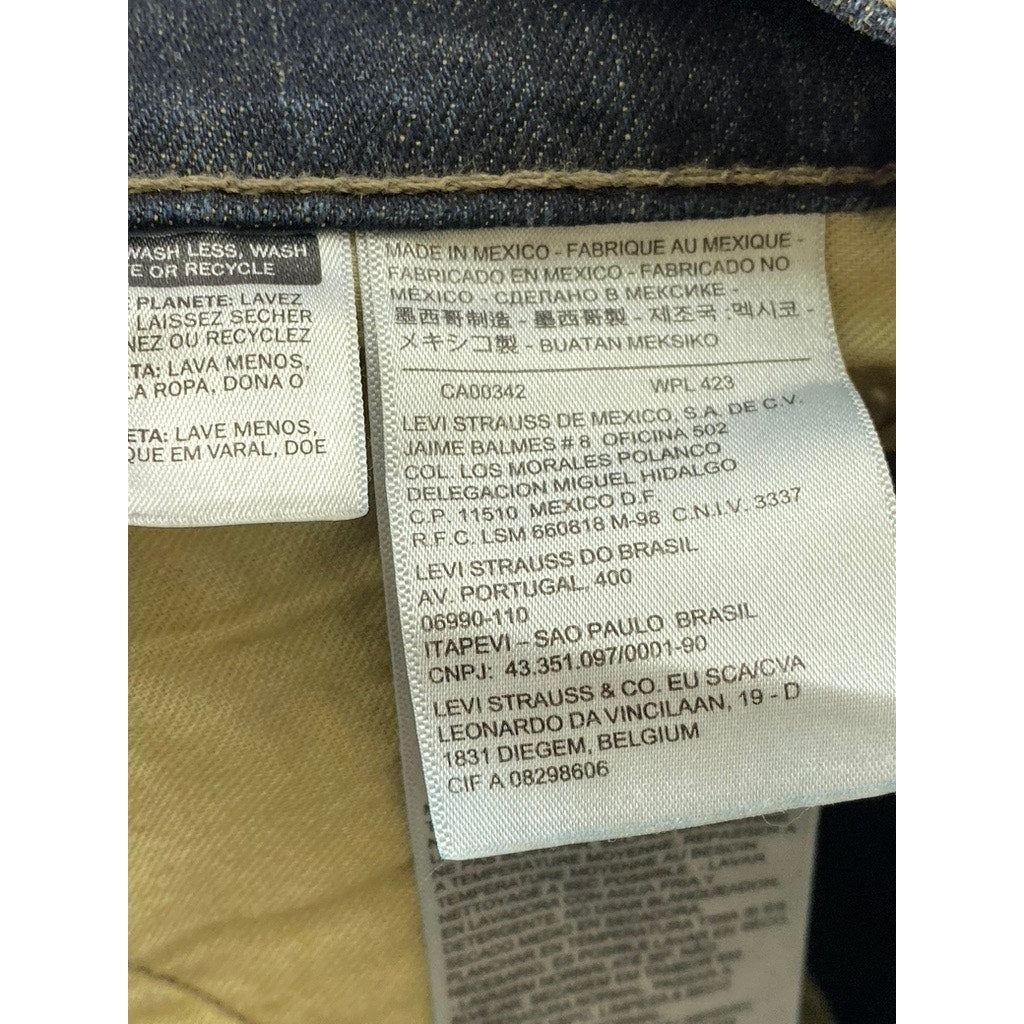 WASH LESS, WASH
E OR RECYCLE
PLANETE: LAVEZ
LAISSEZ SECHER
NEZ OU RECYCLEZ
TA: LAVA MENOS,
LA ROPA, DONA O
ETA: LAVE MENOS,
QUE EM VARAL, DOE
MADE IN MEXICO - FABRIQUE AU MEXIQUE -
FABRICADO EN MEXICO - FABRICADO NO
MÉXICO - СДЕЛАНО В МЕКСИКЕ -
墨西哥制造 - 墨西哥製 - 제조국 :멕시코 -
メキシコ製 - BUATAN MEKSIKO
CA00342 WPL 423
LEVI STRAUSS DE MEXICO, S.A. DE C.V.
JAIME BALMES # 8 OFICINA 502
COL. LOS MORALES POLANCO
DELEGACION MIGUEL HIDALGO
C.P. 11510 MEXICO D.F.
R.F.C. LSM 660818 M-98 C.N.I.V. 3337
LEVI STRAUSS DO BRASIL
AV. PORTUGAL, 400
06990-110
ITAPEVI – SAO PAULO BRASIL
CNPJ: 43.351.097/0001-90
LEVI STRAUSS & CO. EU SCA/CVA
LEONARDO DA VINCILAAN, 19 - D
1831 DIEGEM, BELGIUM
CIF A 08298606
A TEMPERATURE MOYENNE
NETTOYAGE A SEC